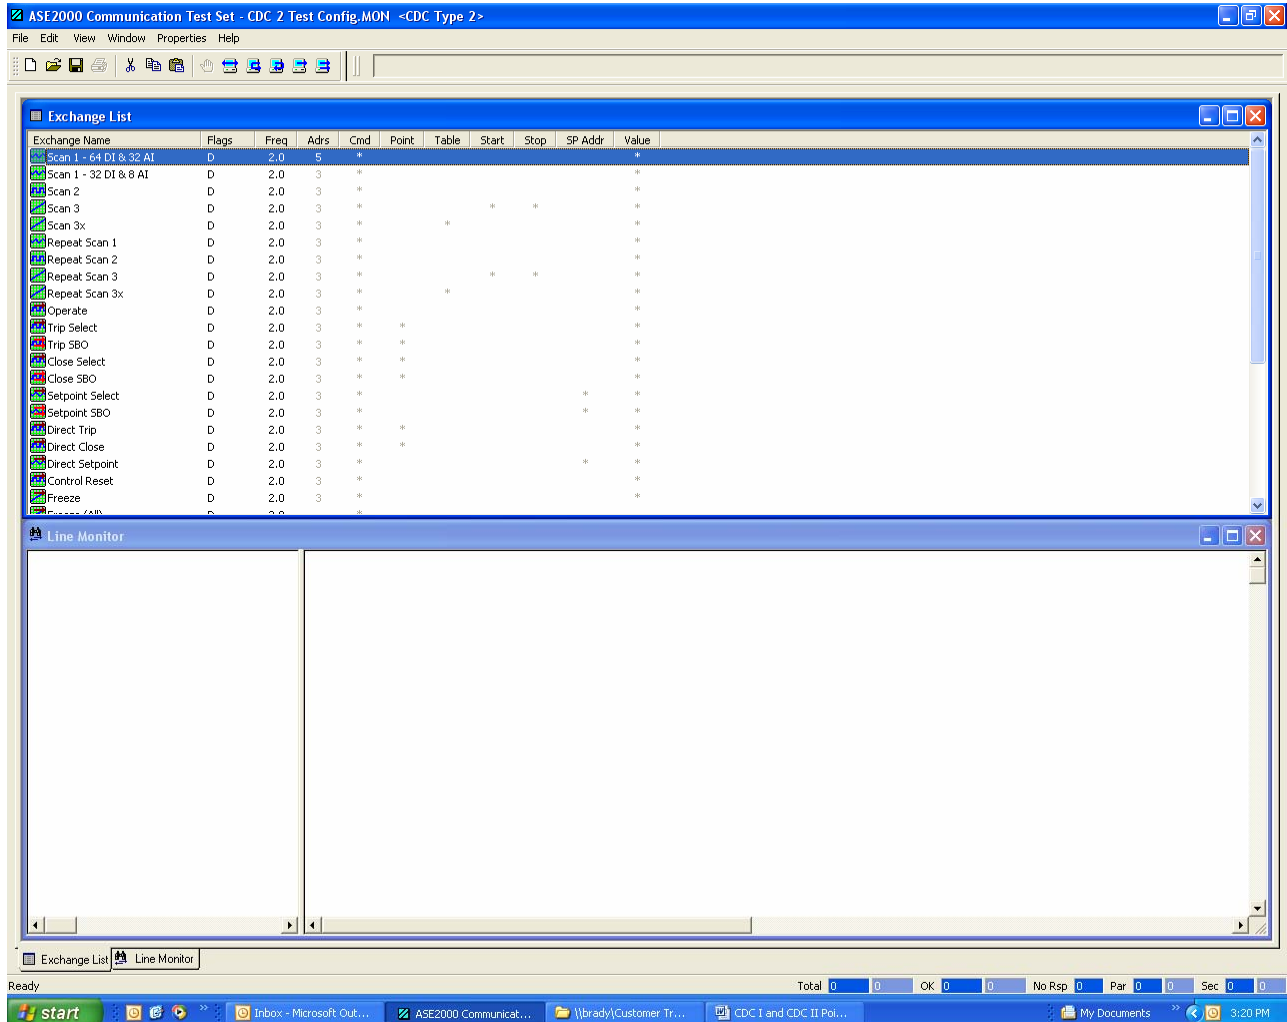 ASE2000 Communication Test Set - CDC 2 Test Config.MON <CDC Type 2>
File Edit View Window Properties Help
Exchange List
Exchange Name Flags Freq Adrs Cmd Point Table Start Stop SP Addr Value
Scan 1 - 64 DI & 32 AI D 2.0 5 * *
Scan 1 - 32 DI & 8 AI D 2.0 3 * *
Scan 2 D 2.0 3 * *
Scan 3 D 2.0 3 * * * *
Scan 3x D 2.0 3 * * *
Repeat Scan 1 D 2.0 3 * *
Repeat Scan 2 D 2.0 3 * *
Repeat Scan 3 D 2.0 3 * * * *
Repeat Scan 3x D 2.0 3 * * *
Operate D 2.0 3 * *
Trip Select D 2.0 3 * * *
Trip SBO D 2.0 3 * * *
Close Select D 2.0 3 * * *
Close SBO D 2.0 3 * * *
Setpoint Select D 2.0 3 * * *
Setpoint SBO D 2.0 3 * * *
Direct Trip D 2.0 3 * * *
Direct Close D 2.0 3 * * *
Direct Setpoint D 2.0 3 * * *
Control Reset D 2.0 3 * *
Freeze D 2.0 3 * *
Freeze (All) D 2.0 *
Line Monitor
Exchange List Line Monitor
Ready Total 0 0 OK 0 0 No Rsp 0 Par 0 0 Sec 0 0
start Inbox - Microsoft Out... ASE2000 Communicat... \\brady\Customer Tr... CDC I and CDC II Poi... My Documents 3:20 PM